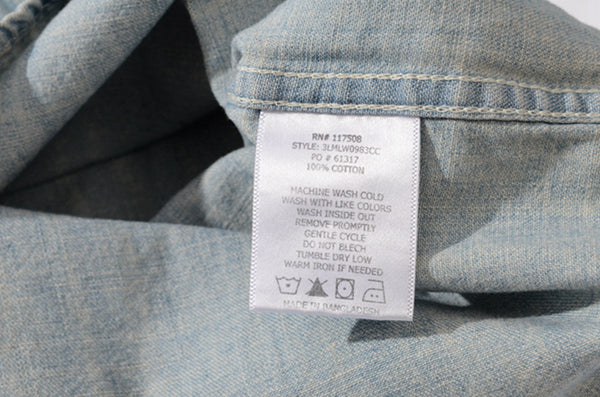 RN# 117508
STYLE: 3LMLW0983CC
PO # 61317
100% COTTON
MACHINE WASH COLD
WASH WITH LIKE COLORS
WASH INSIDE OUT
REMOVE PROMPTLY
GENTLE CYCLE
DO NOT BLECH
TUMBLE DRY LOW
WARM IRON IF NEEDED
MADE IN BANGLADESH